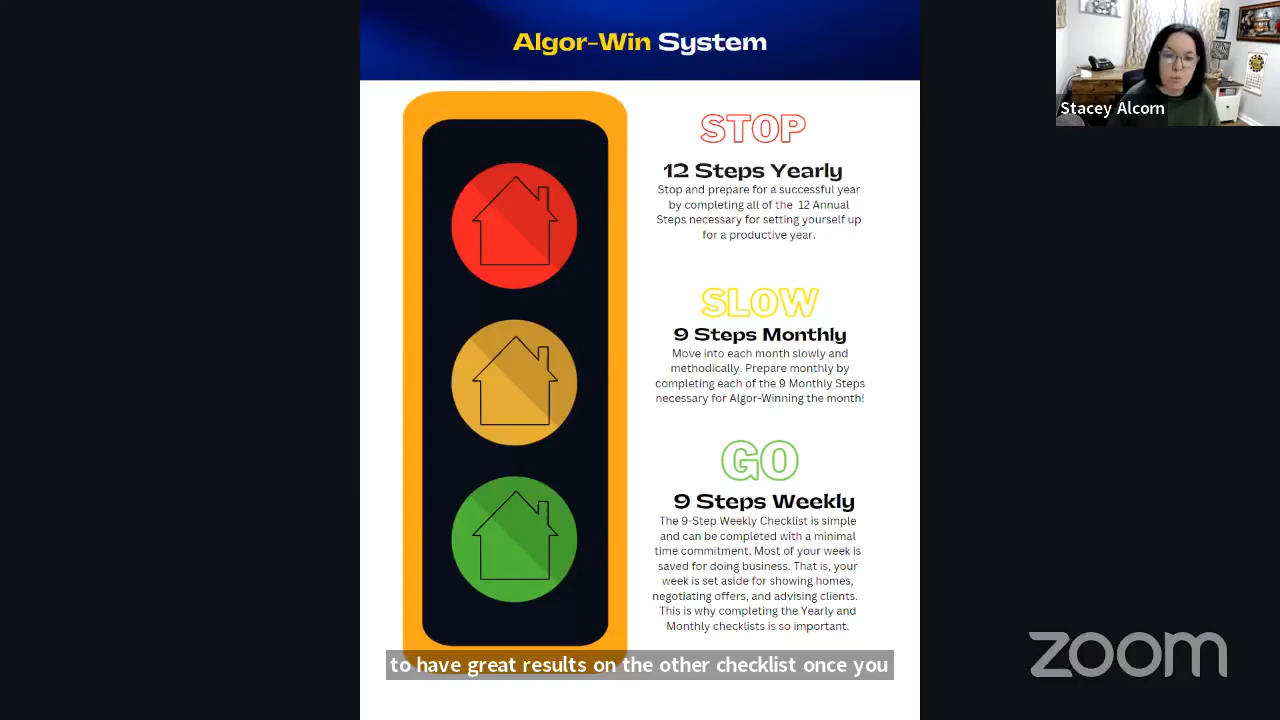 Algor-Win System
Stacey Alcorn
STOP
12 Steps Yearly
Stop and prepare for a successful year
by completing all of the 12 Annual
Steps necessary for setting yourself up
for a productive year.
SLOW
9 Steps Monthly
Move into each month slowly and
methodically. Prepare monthly by
completing each of the 9 Monthly Steps
necessary for Algor-Winning the month!
GO
9 Steps Weekly
The 9-Step Weekly Checklist is simple
and can be completed with a minimal
time commitment. Most of your week is
saved for doing business. That is, your
week is set aside for showing homes,
negotiating offers, and advising clients.
This is why completing the Yearly and
Monthly checklists is so important.
to have great results on the other checklist once you
zoom